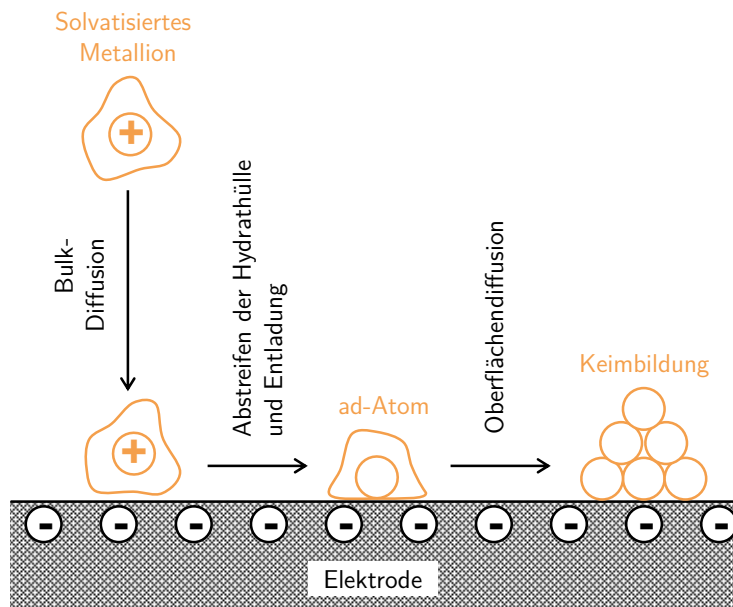 Solvatisiertes
Metallion
Bulk-
Diffusion
Abstreifen der Hydrathülle
und Entladung
ad-Atom
Oberflächendiffusion
Keimbildung
Elektrode